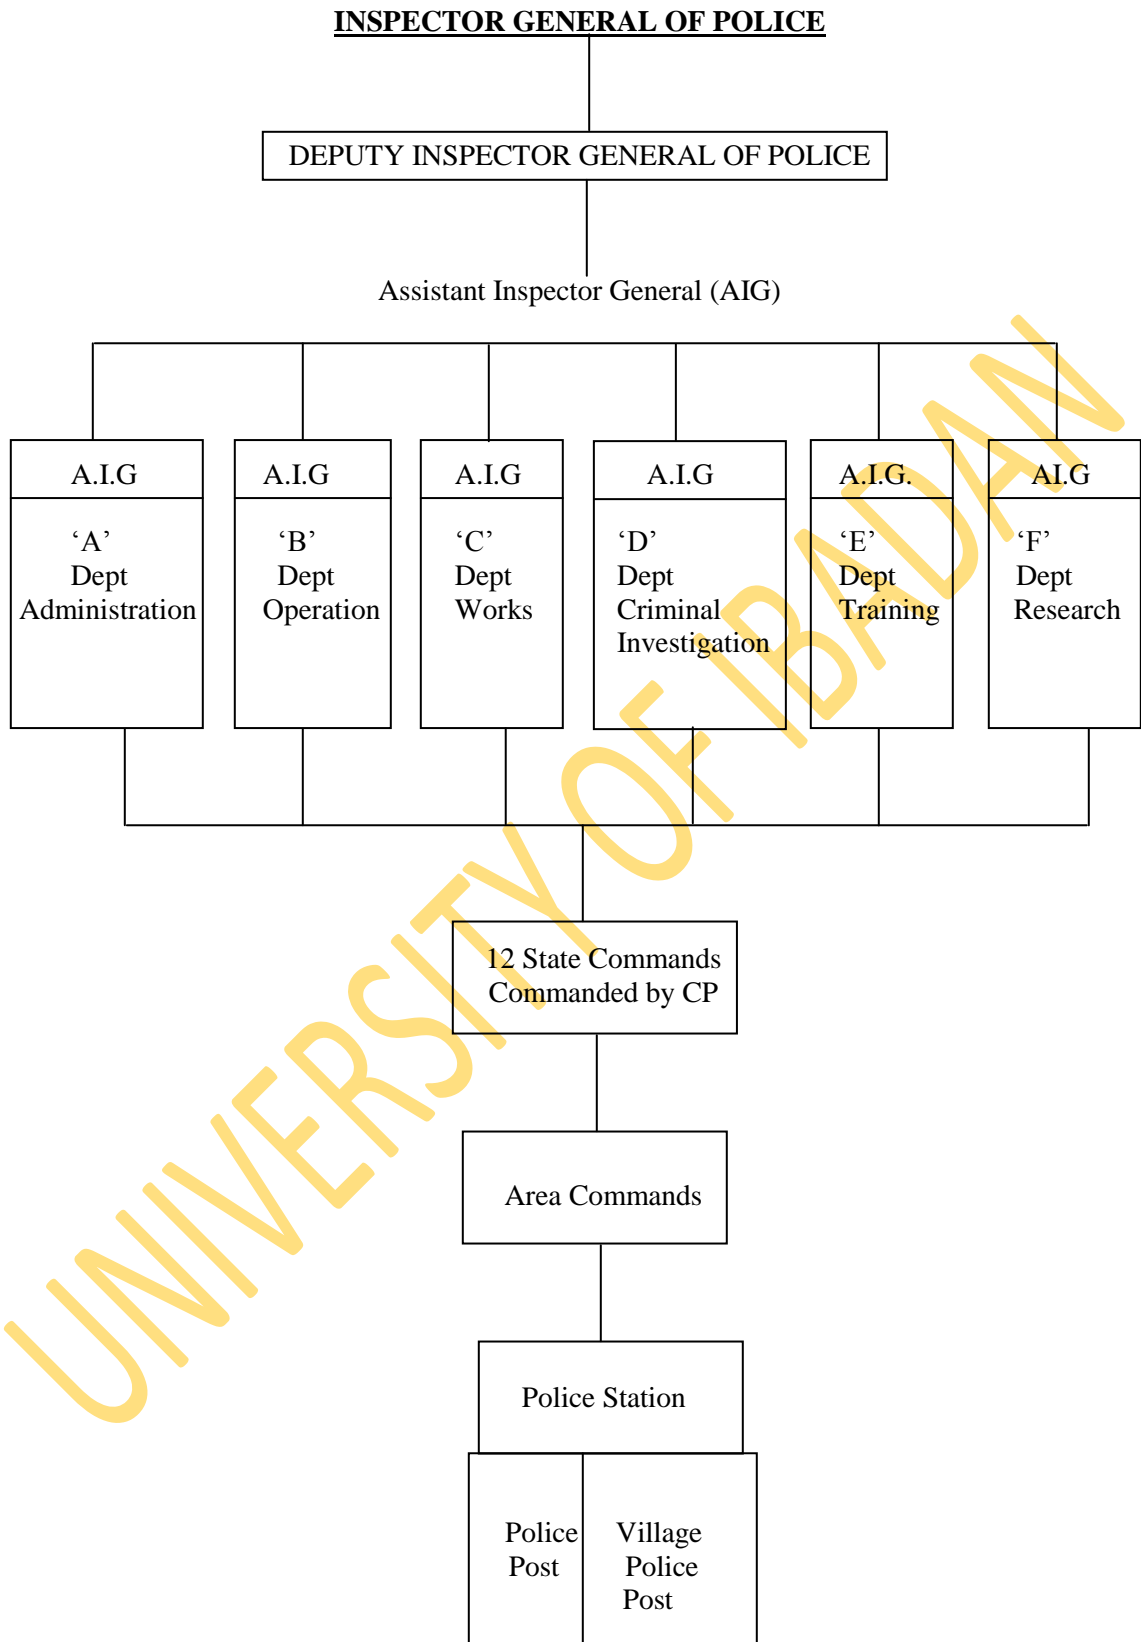 INSPECTOR GENERAL OF POLICE
DEPUTY INSPECTOR GENERAL OF POLICE
Assistant Inspector General (AIG)
A.I.G
‘A’
Dept
Administration
A.I.G
‘B’
Dept
Operation
A.I.G
‘C’
Dept
Works
A.I.G
‘D’
Dept
Criminal
Investigation
A.I.G.
‘E’
Dept
Training
AI.G
‘F’
Dept
Research
12 State Commands
Commanded by CP
Area Commands
Police Station
Police
Post
Village
Police
Post
UNIVERSITY OF IBADAN